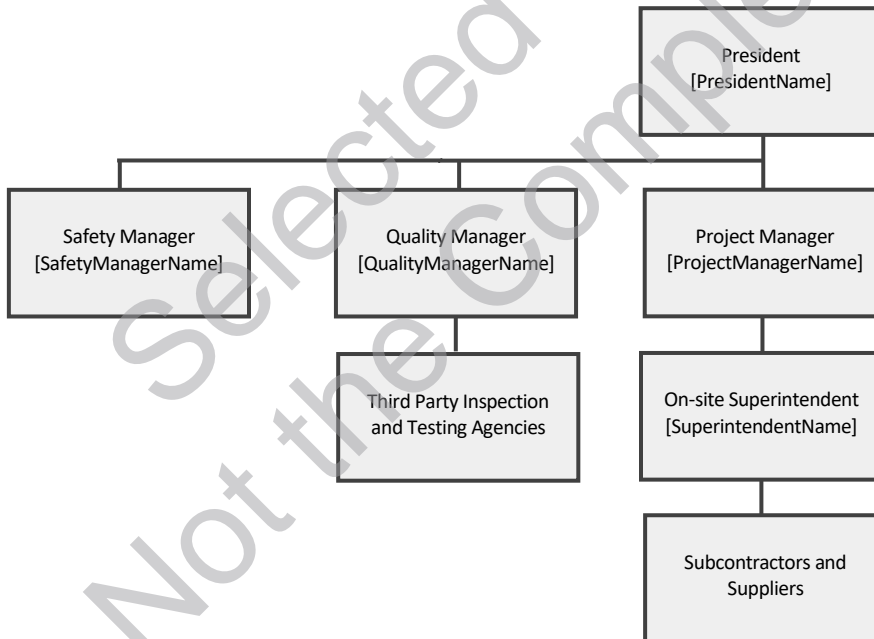 President
[PresidentName]
Safety Manager
[SafetyManagerName]
Quality Manager
[QualityManagerName]
Project Manager
[ProjectManagerName]
Third Party Inspection
and Testing Agencies
On-site Superintendent
[SuperintendentName]
Subcontractors and
Suppliers
Selected
Not the